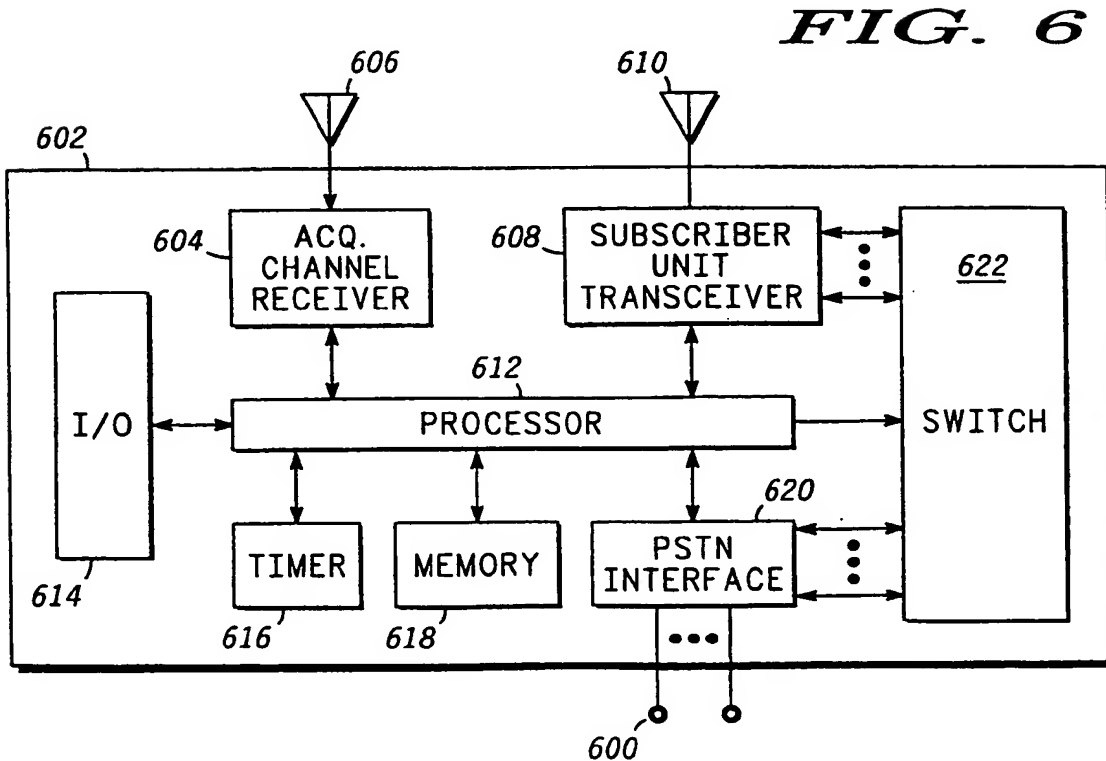 FIG. 6
606
610
602
604
ACQ.
CHANNEL
RECEIVER
608
SUBSCRIBER
UNIT
TRANSCEIVER
622
SWITCH
612
I/O
PROCESSOR
614
TIMER
616
MEMORY
618
620
PSTN
INTERFACE
600